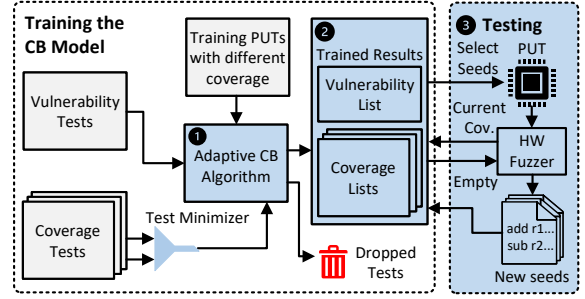 Training the
CB Model
Training PUTs
with different
coverage
Vulnerability
Tests
1
Adaptive CB
Algorithm
Coverage
Tests
Test Minimizer
Dropped
Tests
2
Trained Results
Vulnerability
List
Coverage
Lists
3 Testing
Select
Seeds
PUT
Current
Cov.
HW
Fuzzer
Empty
add r1...
sub r2...
New seeds